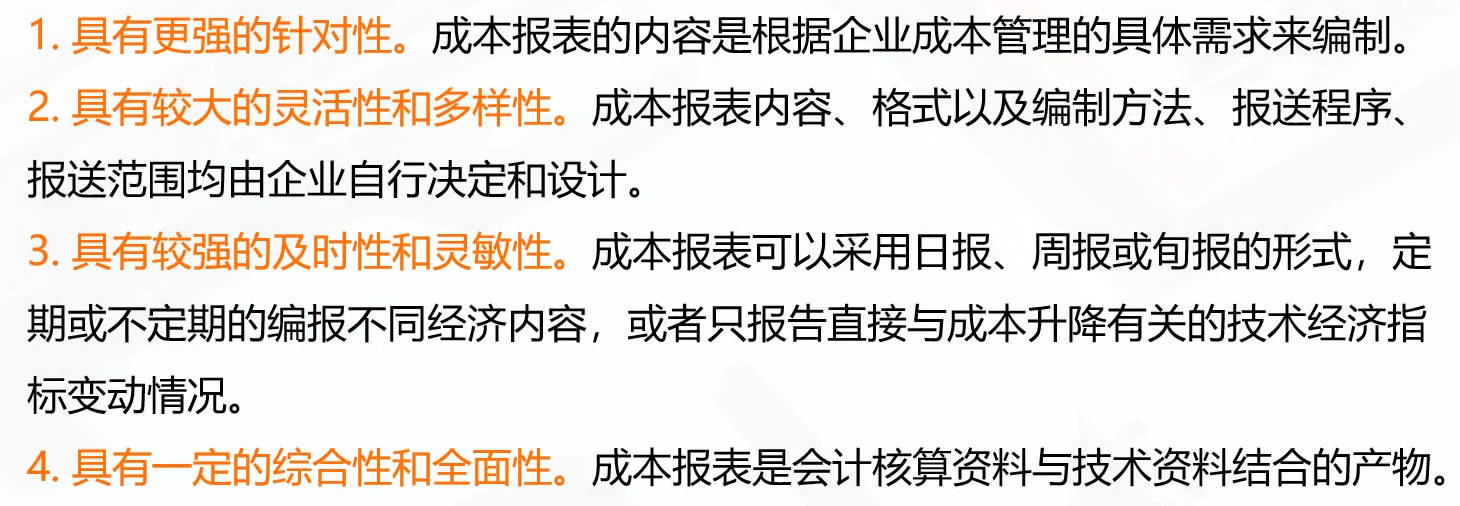 1. 具有更强的针对性。成本报表的内容是根据企业成本管理的具体需求来编制。
2. 具有较大的灵活性和多样性。成本报表内容、格式以及编制方法、报送程序、
报送范围均由企业自行决定和设计。
3. 具有较强的及时性和灵敏性。成本报表可以采用日报、周报或旬报的形式，定
期或不定期的编报不同经济内容，或者只报告直接与成本升降有关的技术经济指
标变动情况。
4. 具有一定的综合性和全面性。成本报表是会计核算资料与技术资料结合的产物。